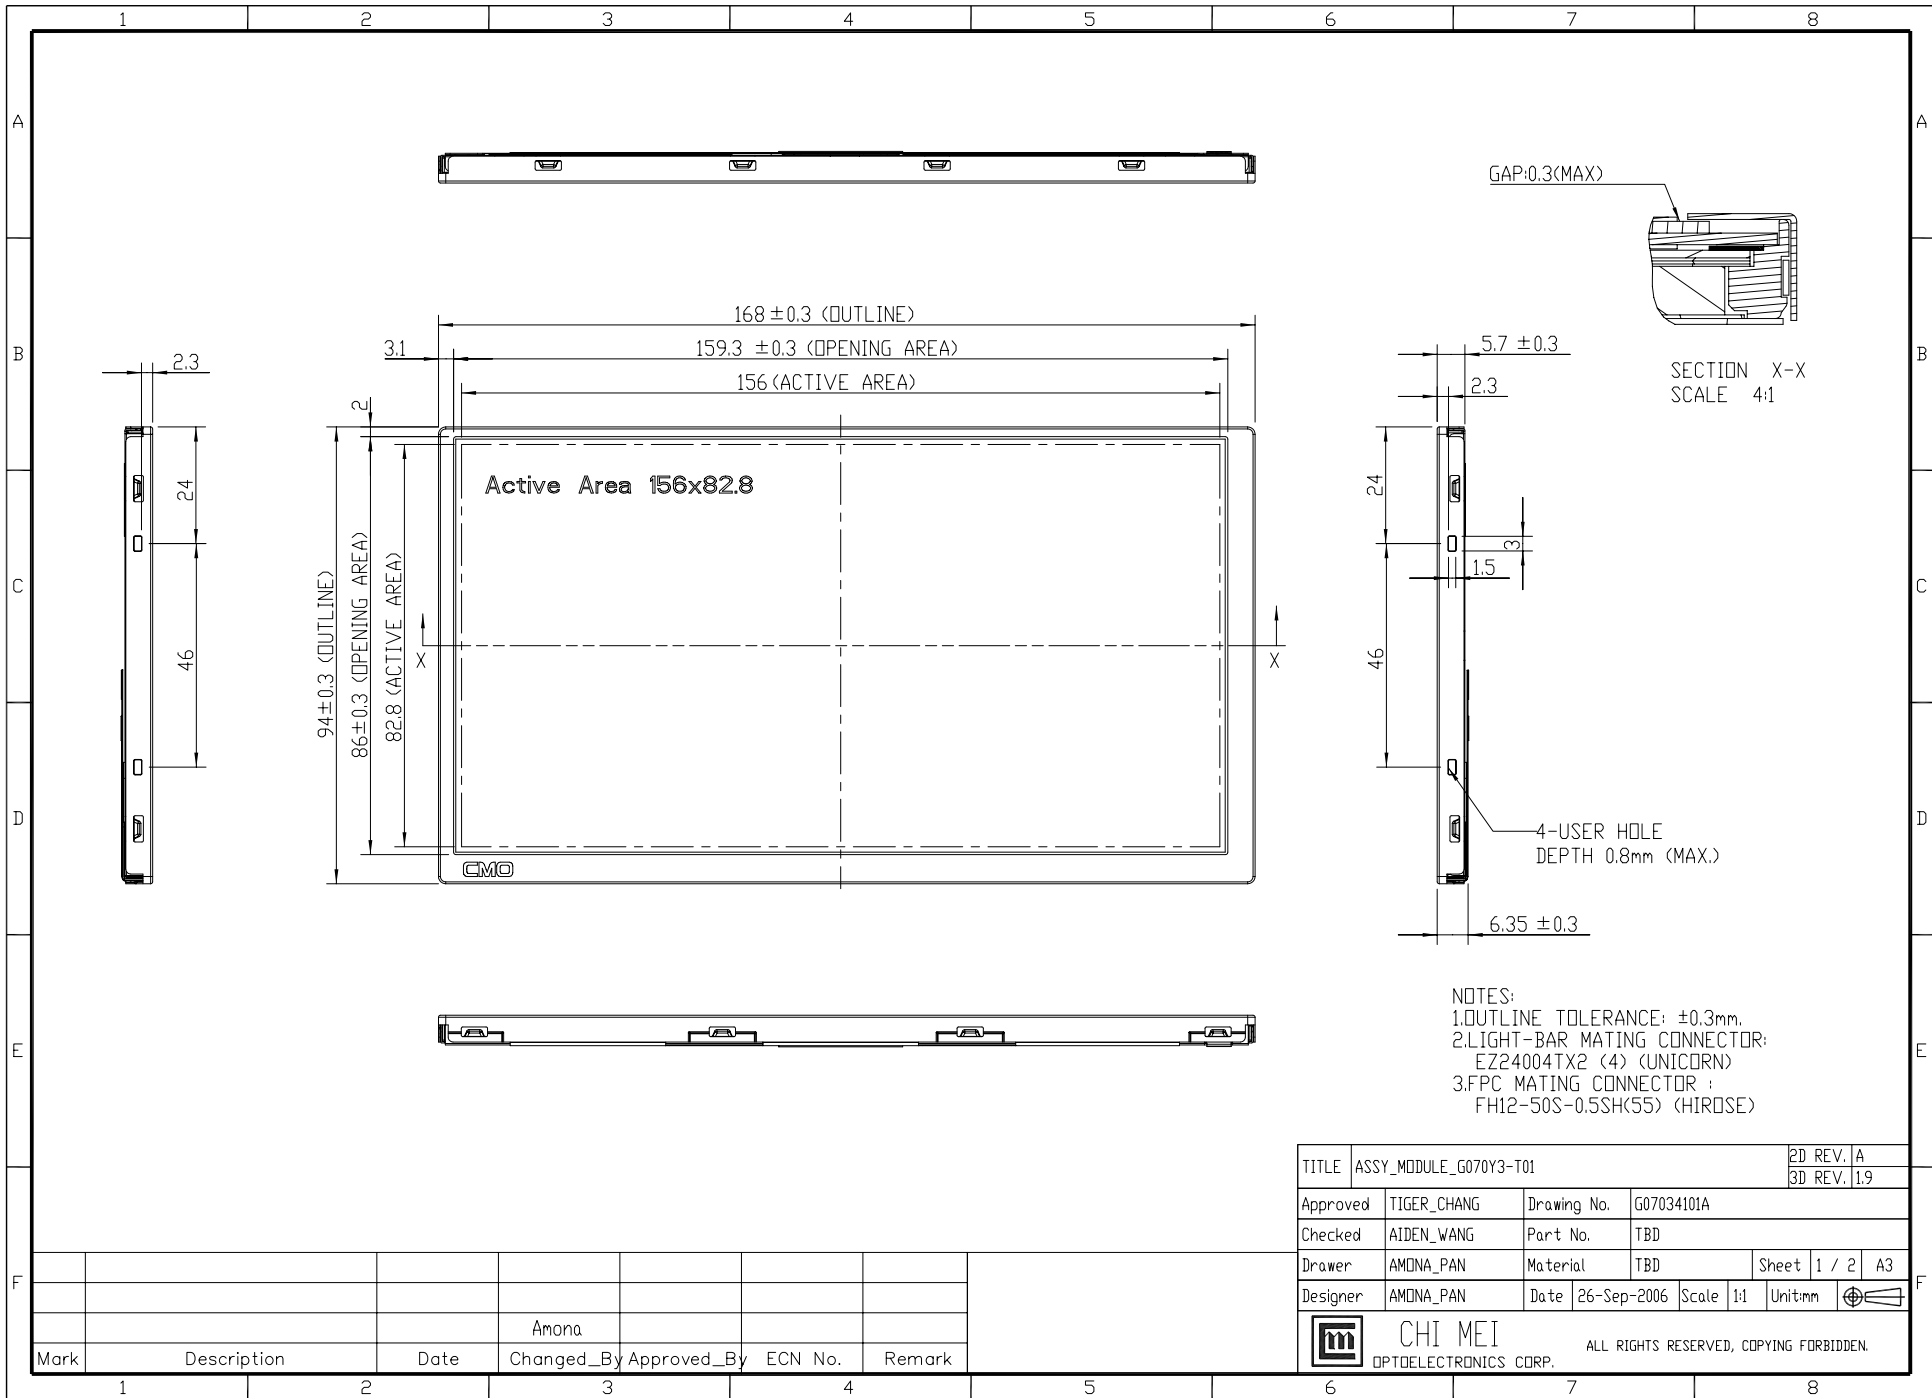 1 2 3 4 5 6 7 8
A A
GAP:0.3(MAX)
168±0.3 (OUTLINE)
3.1
159.3 ±0.3 (OPENING AREA)
156(ACTIVE AREA)
B B
2.3
2
5.7 ±0.3
2.3
SECTION X-X
SCALE 4:1
Active Area 156x82.8
24
24
3
1.5
C C
94±0.3 (OUTLINE)
86±0.3 (OPENING AREA)
82.8 (ACTIVE AREA)
46
X
X
46
D D
4-USER HOLE
DEPTH 0.8mm (MAX.)
CMO
6.35 ±0.3
E E
NOTES:
1.OUTLINE TOLERANCE: ±0.3mm.
2.LIGHT-BAR MATING CONNECTOR:
EZ24004TX2 (4) (UNICORN)
3.FPC MATING CONNECTOR :
FH12-50S-0.5SH(55) (HIROSE)
TITLE ASSY_MODULE_G070Y3-T01 2D REV. A
3D REV. 1.9
Approved TIGER_CHANG Drawing No. G07034101A
Checked AIDEN_WANG Part No. TBD
Drawer AMONA_PAN Material TBD Sheet 1 / 2 A3
Designer AMONA_PAN Date 26-Sep-2006 Scale 1:1 Unit:mm
F F
CHI MEI
OPTOELECTRONICS CORP.
ALL RIGHTS RESERVED, COPYING FORBIDDEN.
Amona
Mark Description Date Changed_By Approved_By ECN No. Remark
1 2 3 4 5 6 7 8